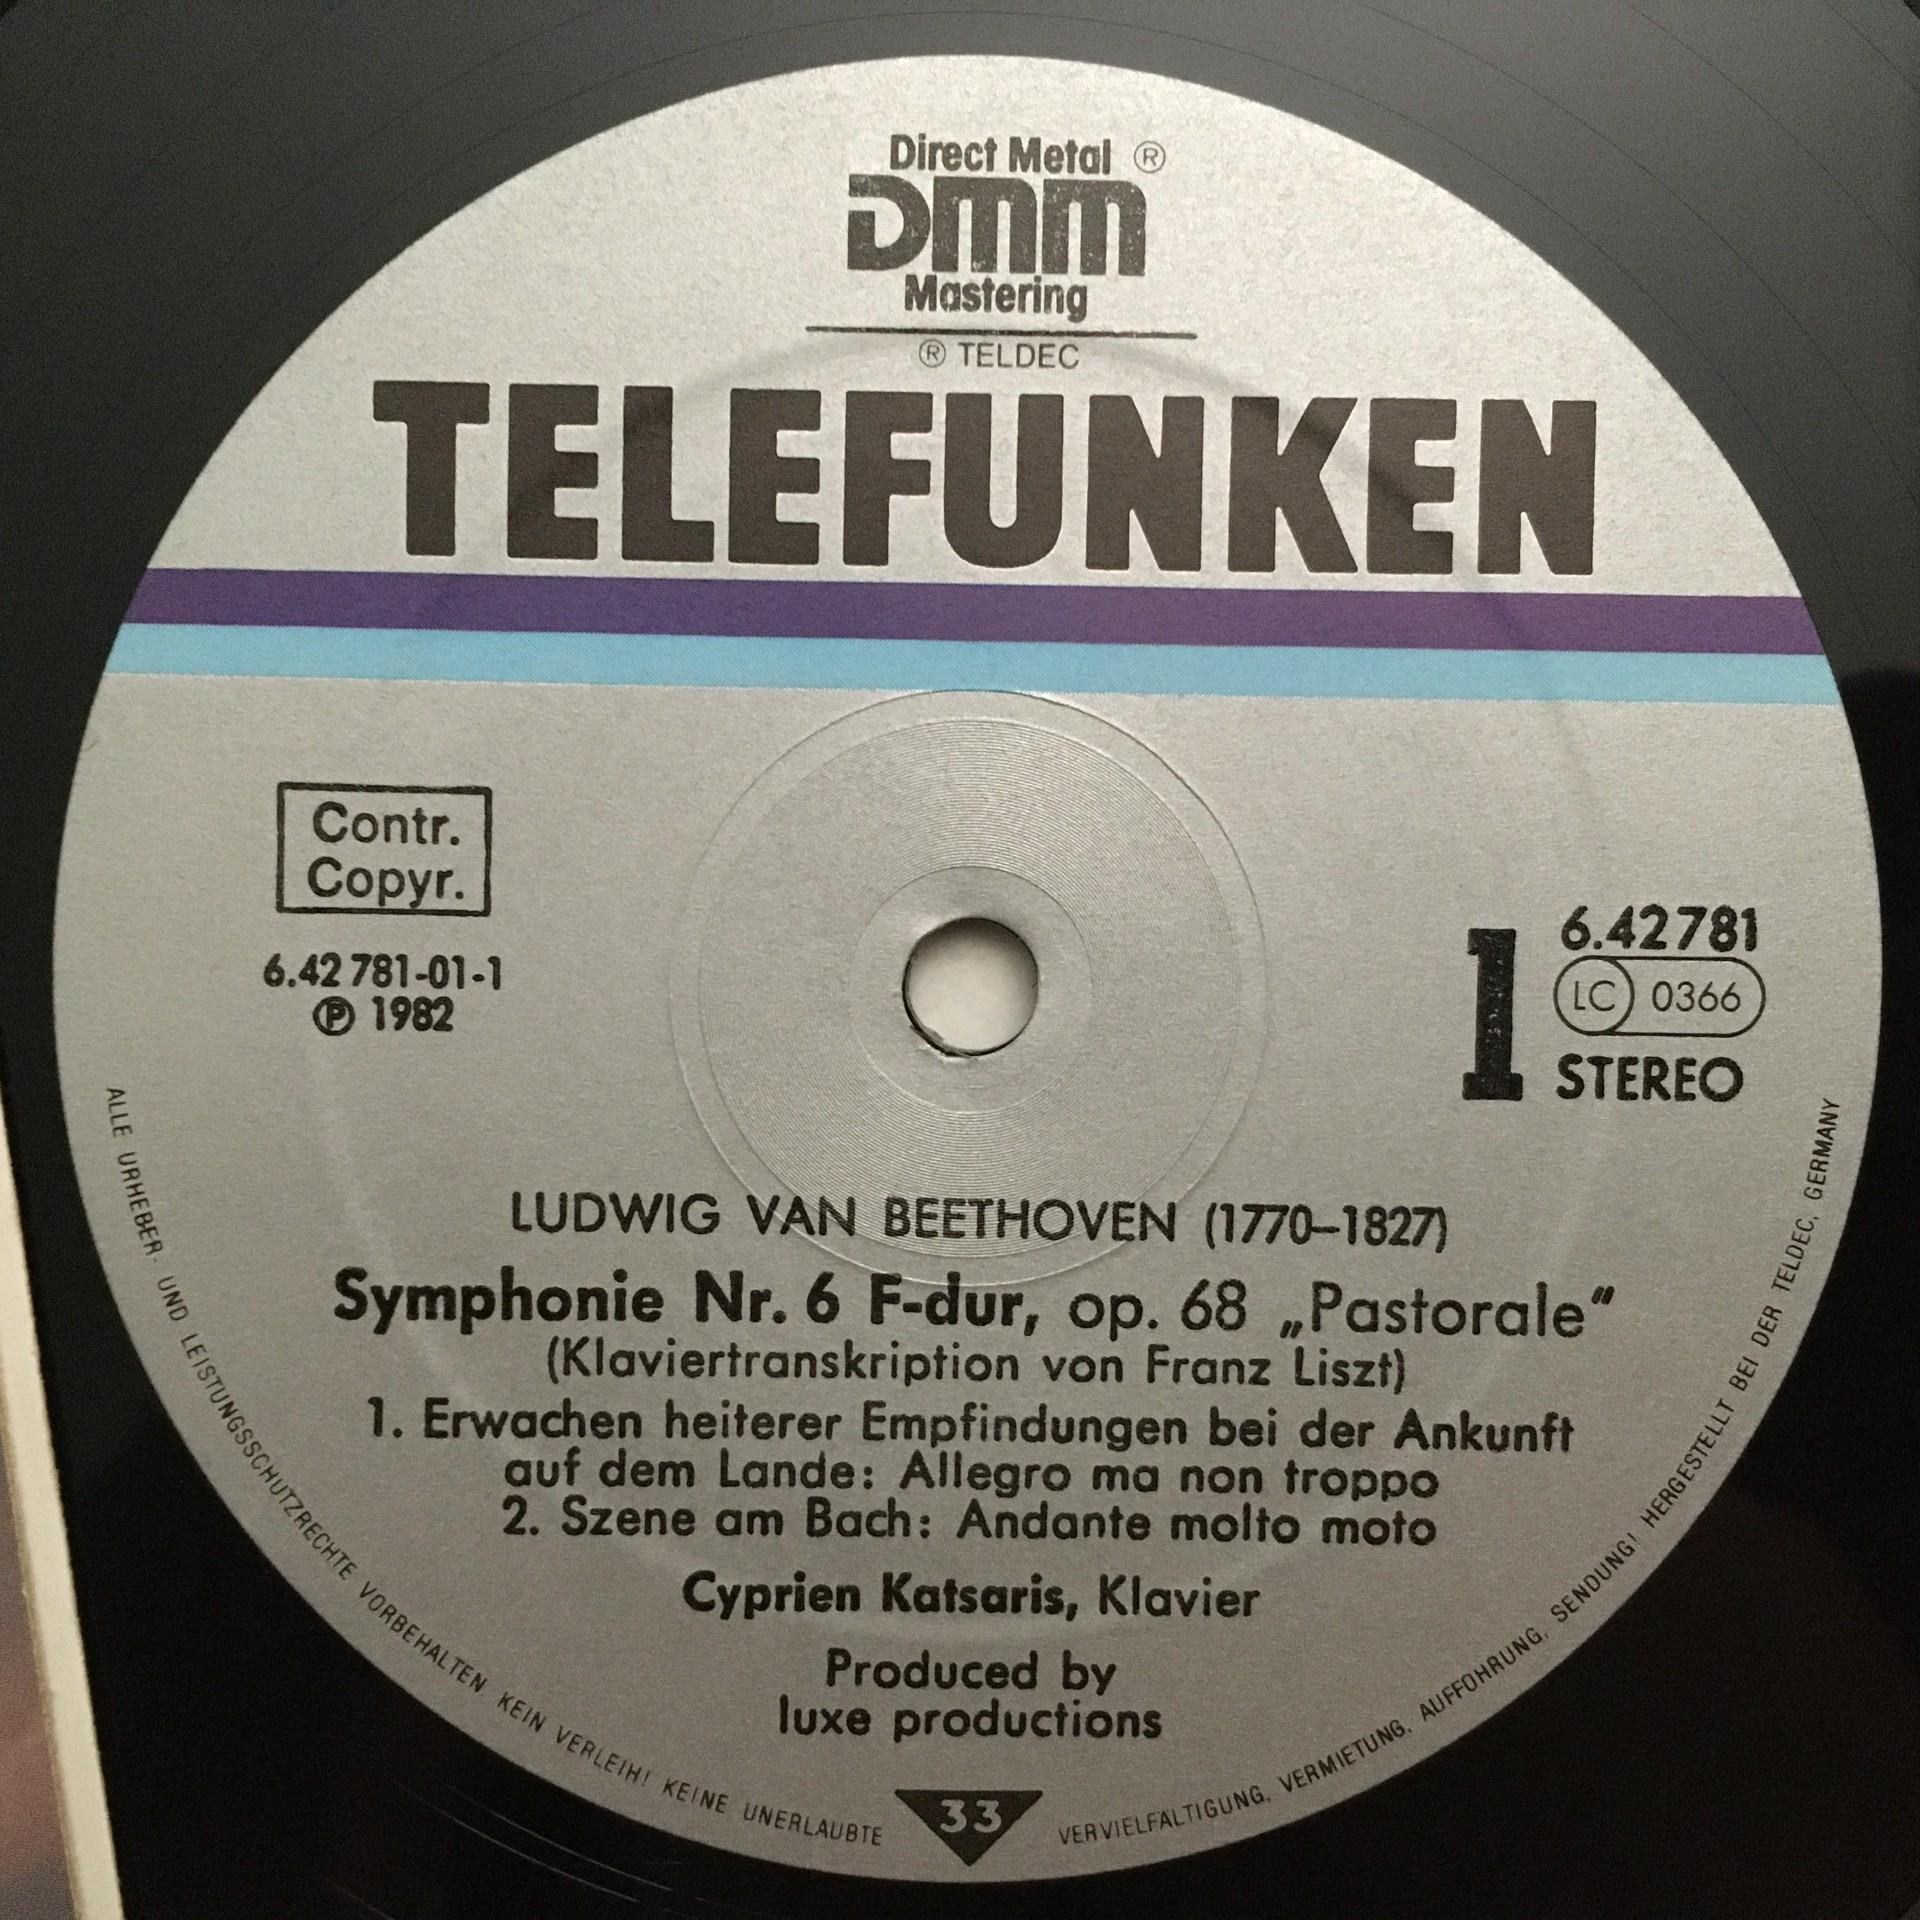 Direct Metal ®
DMM
Mastering
® TELDEC
TELEFUNKEN
Contr.
Copyr.
6.42781-01-1
℗ 1982
1
6.42781
LC 0366
STEREO
LUDWIG VAN BEETHOVEN (1770–1827)
Symphonie Nr. 6 F-dur, op. 68 „Pastorale“
(Klaviertranskription von Franz Liszt)
1. Erwachen heiterer Empfindungen bei der Ankunft
auf dem Lande: Allegro ma non troppo
2. Szene am Bach: Andante molto moto
Cyprien Katsaris, Klavier
Produced by
luxe productions
33
ALLE URHEBER- UND LEISTUNGSSCHUTZRECHTE VORBEHALTEN KEIN VERLEIH! KEINE UNERLAUBTE VERVIELFÄLTIGUNG, VERMIETUNG, AUFFÜHRUNG, SENDUNG! HERGESTELLT BEI DER TELDEC, GERMANY